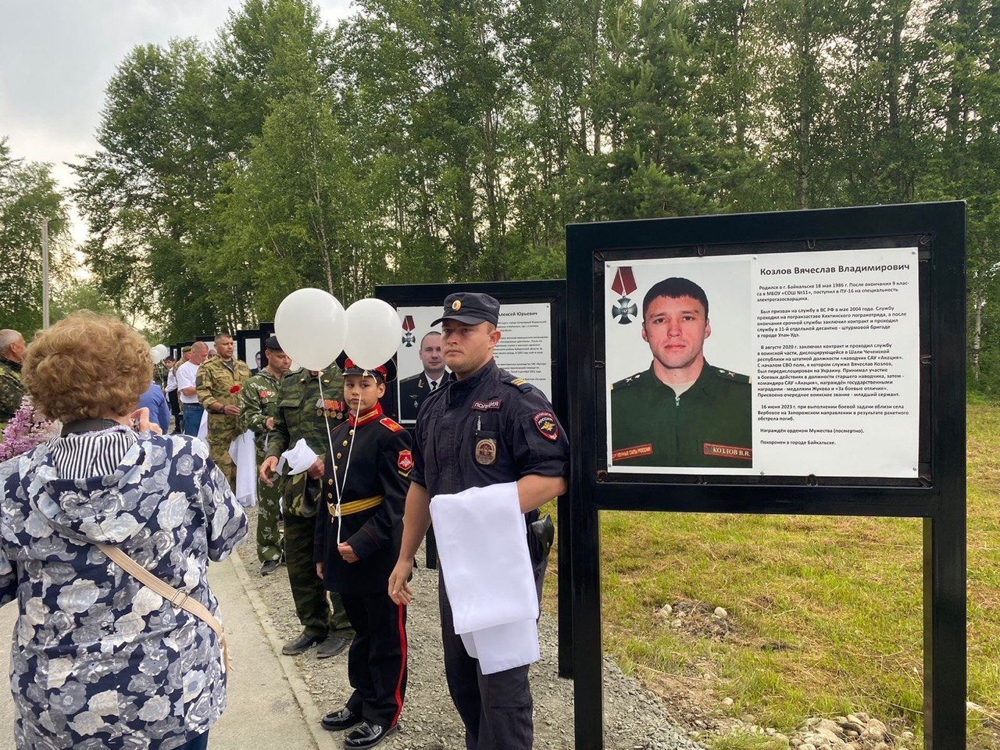 Козлов Вячеслав Владимирович
Родился в г. Байкальске 18 мая 1986 г. После окончания 9 клас-
са в МБОУ «СОШ №11», поступил в ПУ-16 на специальность
электрогазосварщика.
Был призван на службу в ВС РФ в мае 2004 года. Службу
проходил на погранзаставе Кяхтинского погранотряда, а после
окончания срочной службы заключил контракт и проходил
службу в 11-й отдельной десантно - штурмовой бригаде
в городе Улан-Удэ.
В августе 2020 г. заключил контракт и проходил службу
в воинской части, дислоцирующейся в Шали Чеченской
республики на штатной должности «наводчик САУ «Акация».
С началом СВО полк, в котором служил Вячеслав Козлов,
был передислоцирован на Украину. Принимал участие
в боевых действиях в должности старшего наводчика, затем -
командира САУ «Акация», награждён государственными
наградами - медалями Жукова и «За боевые отличия».
Присвоено очередное воинское звание - младший сержант.
16 июня 2023 г. при выполнении боевой задачи вблизи села
Вербовое на Запорожском направлении в результате ракетного
обстрела погиб.
Награждён орденом Мужества (посмертно).
Похоронен в городе Байкальске.
КОЗЛОВ В.В.
СИЛЫ РОССИИ
Алексей Юрьевич
ПОЛИЦИЯ
РОССИЯ